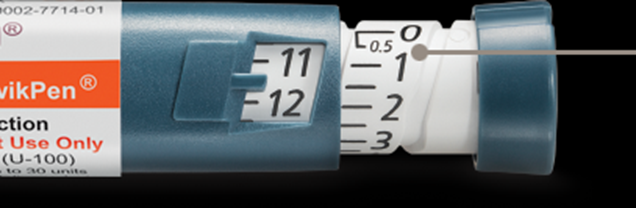 0002-7714-01
®
wikPen®
ction
t Use Only
(U-100)
to 30 units
11
12
0.5
0
1
2
3